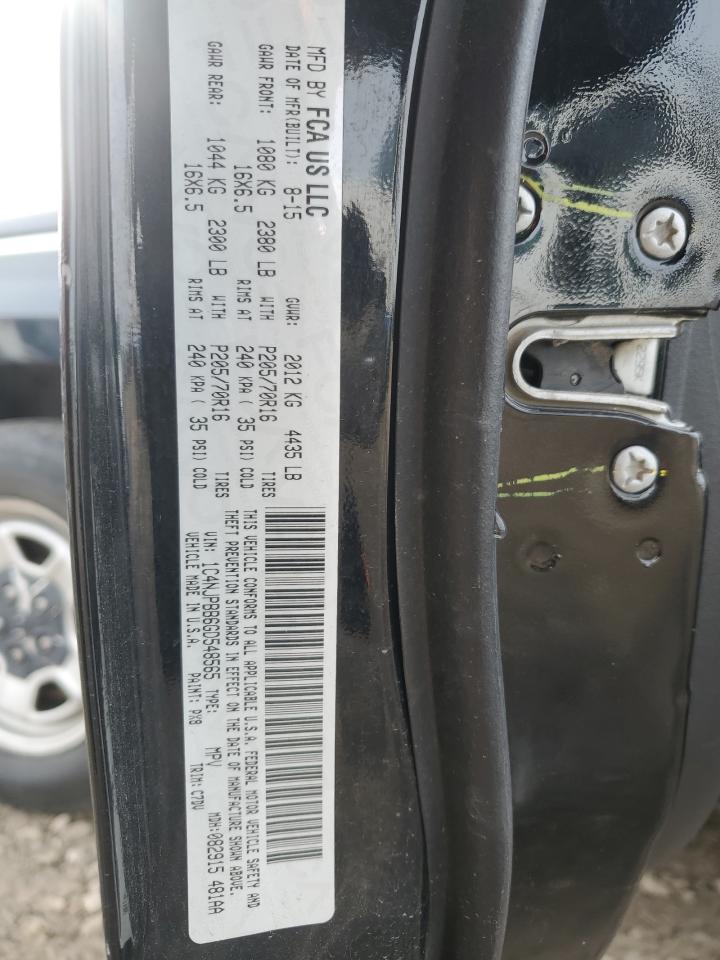 MFD BY FCA US LLC
DATE OF MFR(BUILT): 8-15 GVWR: 2012 KG 4435 LB
GAWR FRONT: 1080 KG 2380 LB WITH P205/70R16 TIRES
16X6.5 RIMS AT 240 KPA ( 35 PSI) COLD
GAWR REAR: 1044 KG 2300 LB WITH P205/70R16 TIRES
16X6.5 RIMS AT 240 KPA ( 35 PSI) COLD
THIS VEHICLE CONFORMS TO ALL APPLICABLE U.S.A. FEDERAL MOTOR VEHICLE SAFETY AND
THEFT PREVENTION STANDARDS IN EFFECT ON THE DATE OF MANUFACTURE SHOWN ABOVE.
VIN: 1C4NJPBB6GD548565 TYPE: MPV MDH:082915 481AA
VEHICLE MADE IN U.S.A. PAINT: PX8 TRIM: C7DV